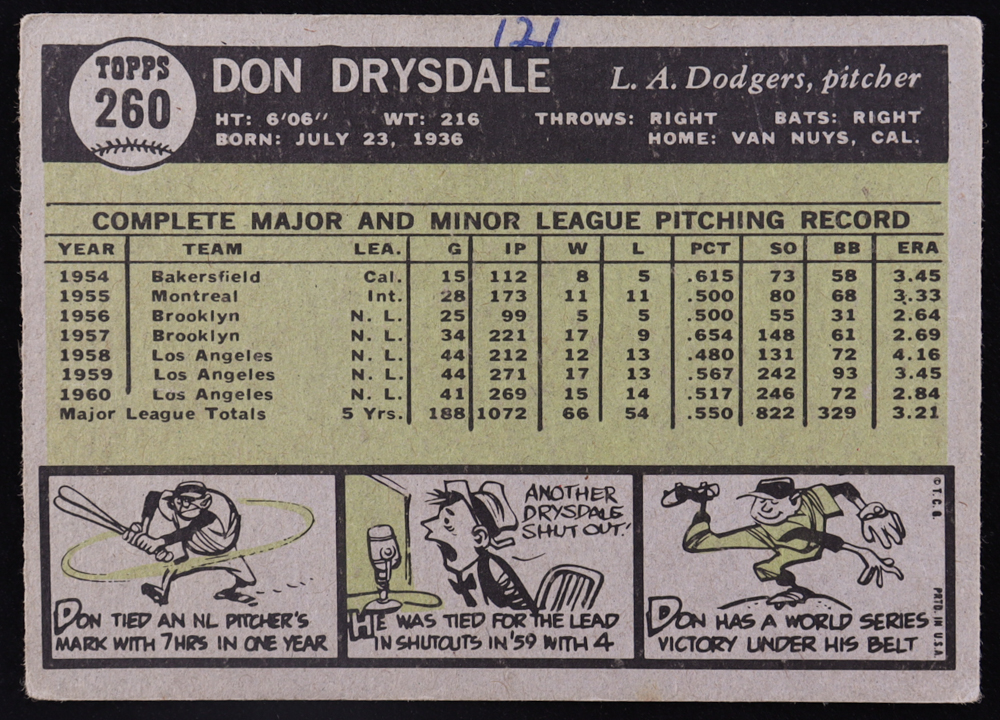 121
TOPPS
260
DON DRYSDALE
L. A. Dodgers, pitcher
HT: 6'06" WT: 216 THROWS: RIGHT BATS: RIGHT
BORN: JULY 23, 1936 HOME: VAN NUYS, CAL.
COMPLETE MAJOR AND MINOR LEAGUE PITCHING RECORD
YEAR TEAM LEA. G IP W L PCT SO BB ERA
1954 Bakersfield Cal. 15 112 8 5 .615 73 58 3.45
1955 Montreal Int. 28 173 11 11 .500 80 68 3.33
1956 Brooklyn N. L. 25 99 5 5 .500 55 31 2.64
1957 Brooklyn N. L. 34 221 17 9 .654 148 61 2.69
1958 Los Angeles N. L. 44 212 12 13 .480 131 72 4.16
1959 Los Angeles N. L. 44 271 17 13 .567 242 93 3.45
1960 Los Angeles N. L. 41 269 15 14 .517 246 72 2.84
Major League Totals 5 Yrs. 188 1072 66 54 .550 822 329 3.21
DON TIED AN NL PITCHER'S
MARK WITH 7HRS IN ONE YEAR
ANOTHER
DRYSDALE
SHUT OUT!
HE WAS TIED FOR THE LEAD
IN SHUTOUTS IN '59 WITH 4
DON HAS A WORLD SERIES
VICTORY UNDER HIS BELT
© T. C. G.
PRTD. IN U.S.A.